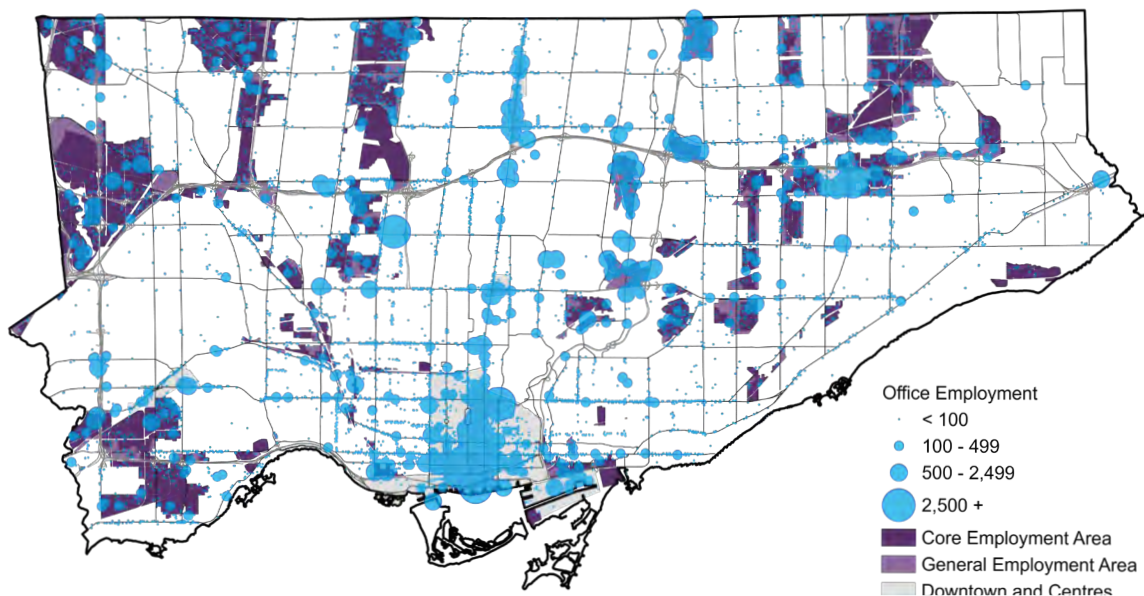 Office Employment
< 100
100 - 499
500 - 2,499
2,500 +
Core Employment Area
General Employment Area
Downtown and Centres